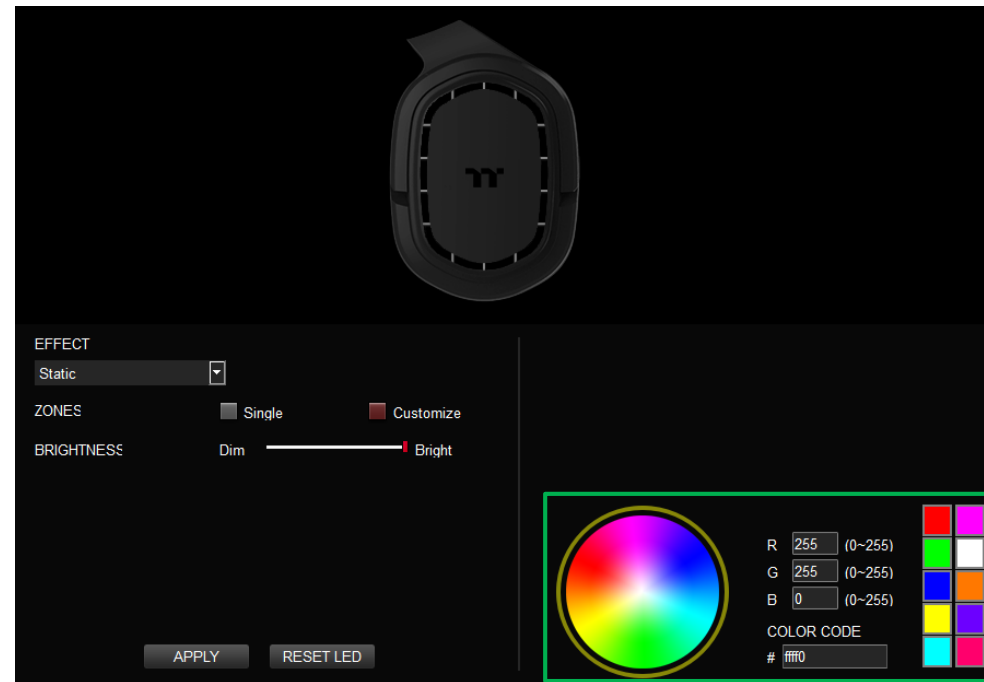 EFFECT
Static
ZONES Single Customize
BRIGHTNESS Dim Bright
R 255 (0~255)
G 255 (0~255)
B 0 (0~255)
COLOR CODE
# ffff0
APPLY RESET LED